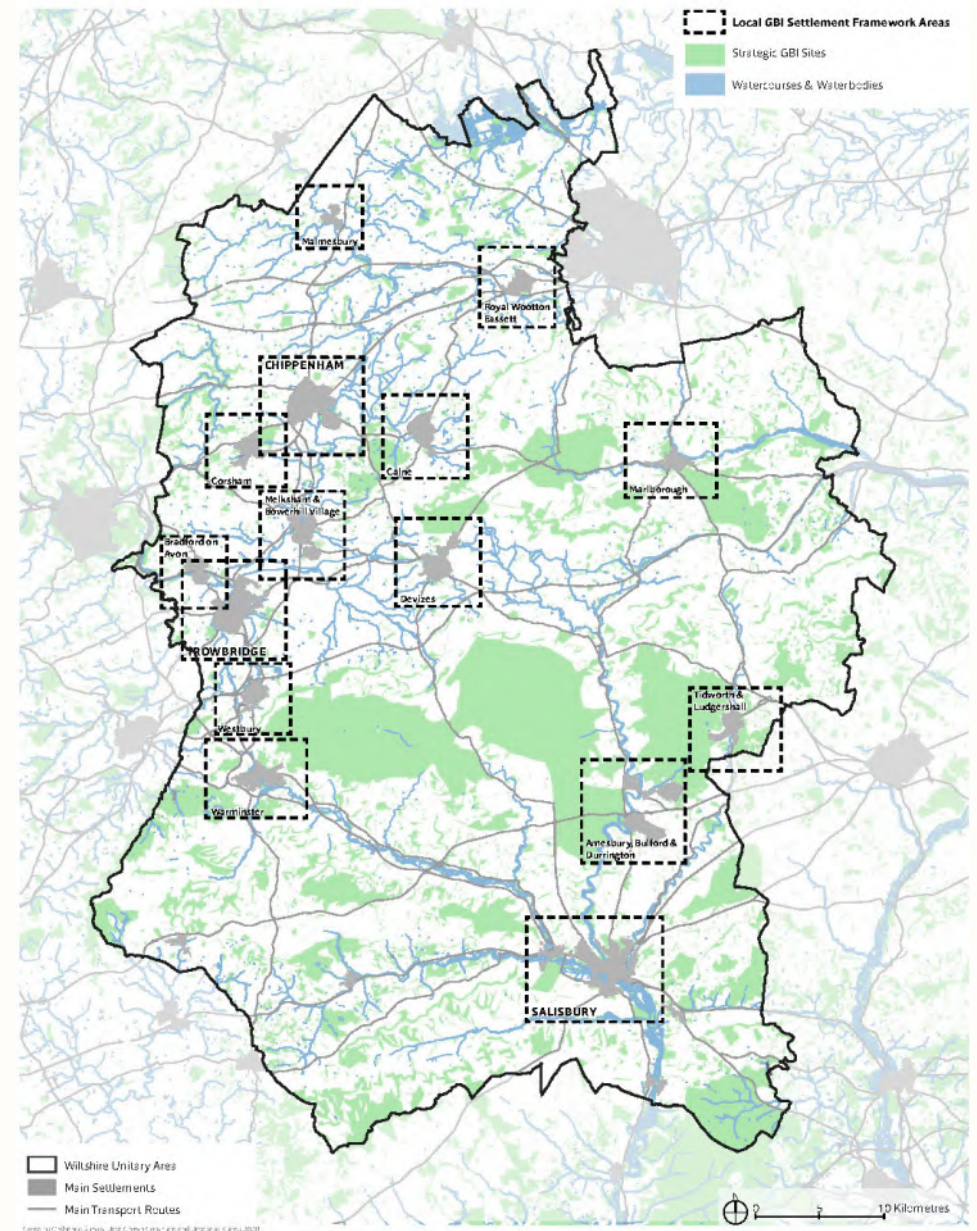 Local GBI Settlement Framework Areas
Strategic GBI Sites
Watercourses & Waterbodies
Malmesbury
Royal Wootton
Bassett
CHIPPENHAM
Calne
Corsham
Marlborough
Melksham &
Bowerhill Village
Bradford on
Avon
Devizes
TROWBRIDGE
Tidworth &
Ludgershall
Westbury
Warminster
Amesbury, Bulford &
Durrington
SALISBURY
Wiltshire Unitary Area
Main Settlements
Main Transport Routes
0 5 10 Kilometres